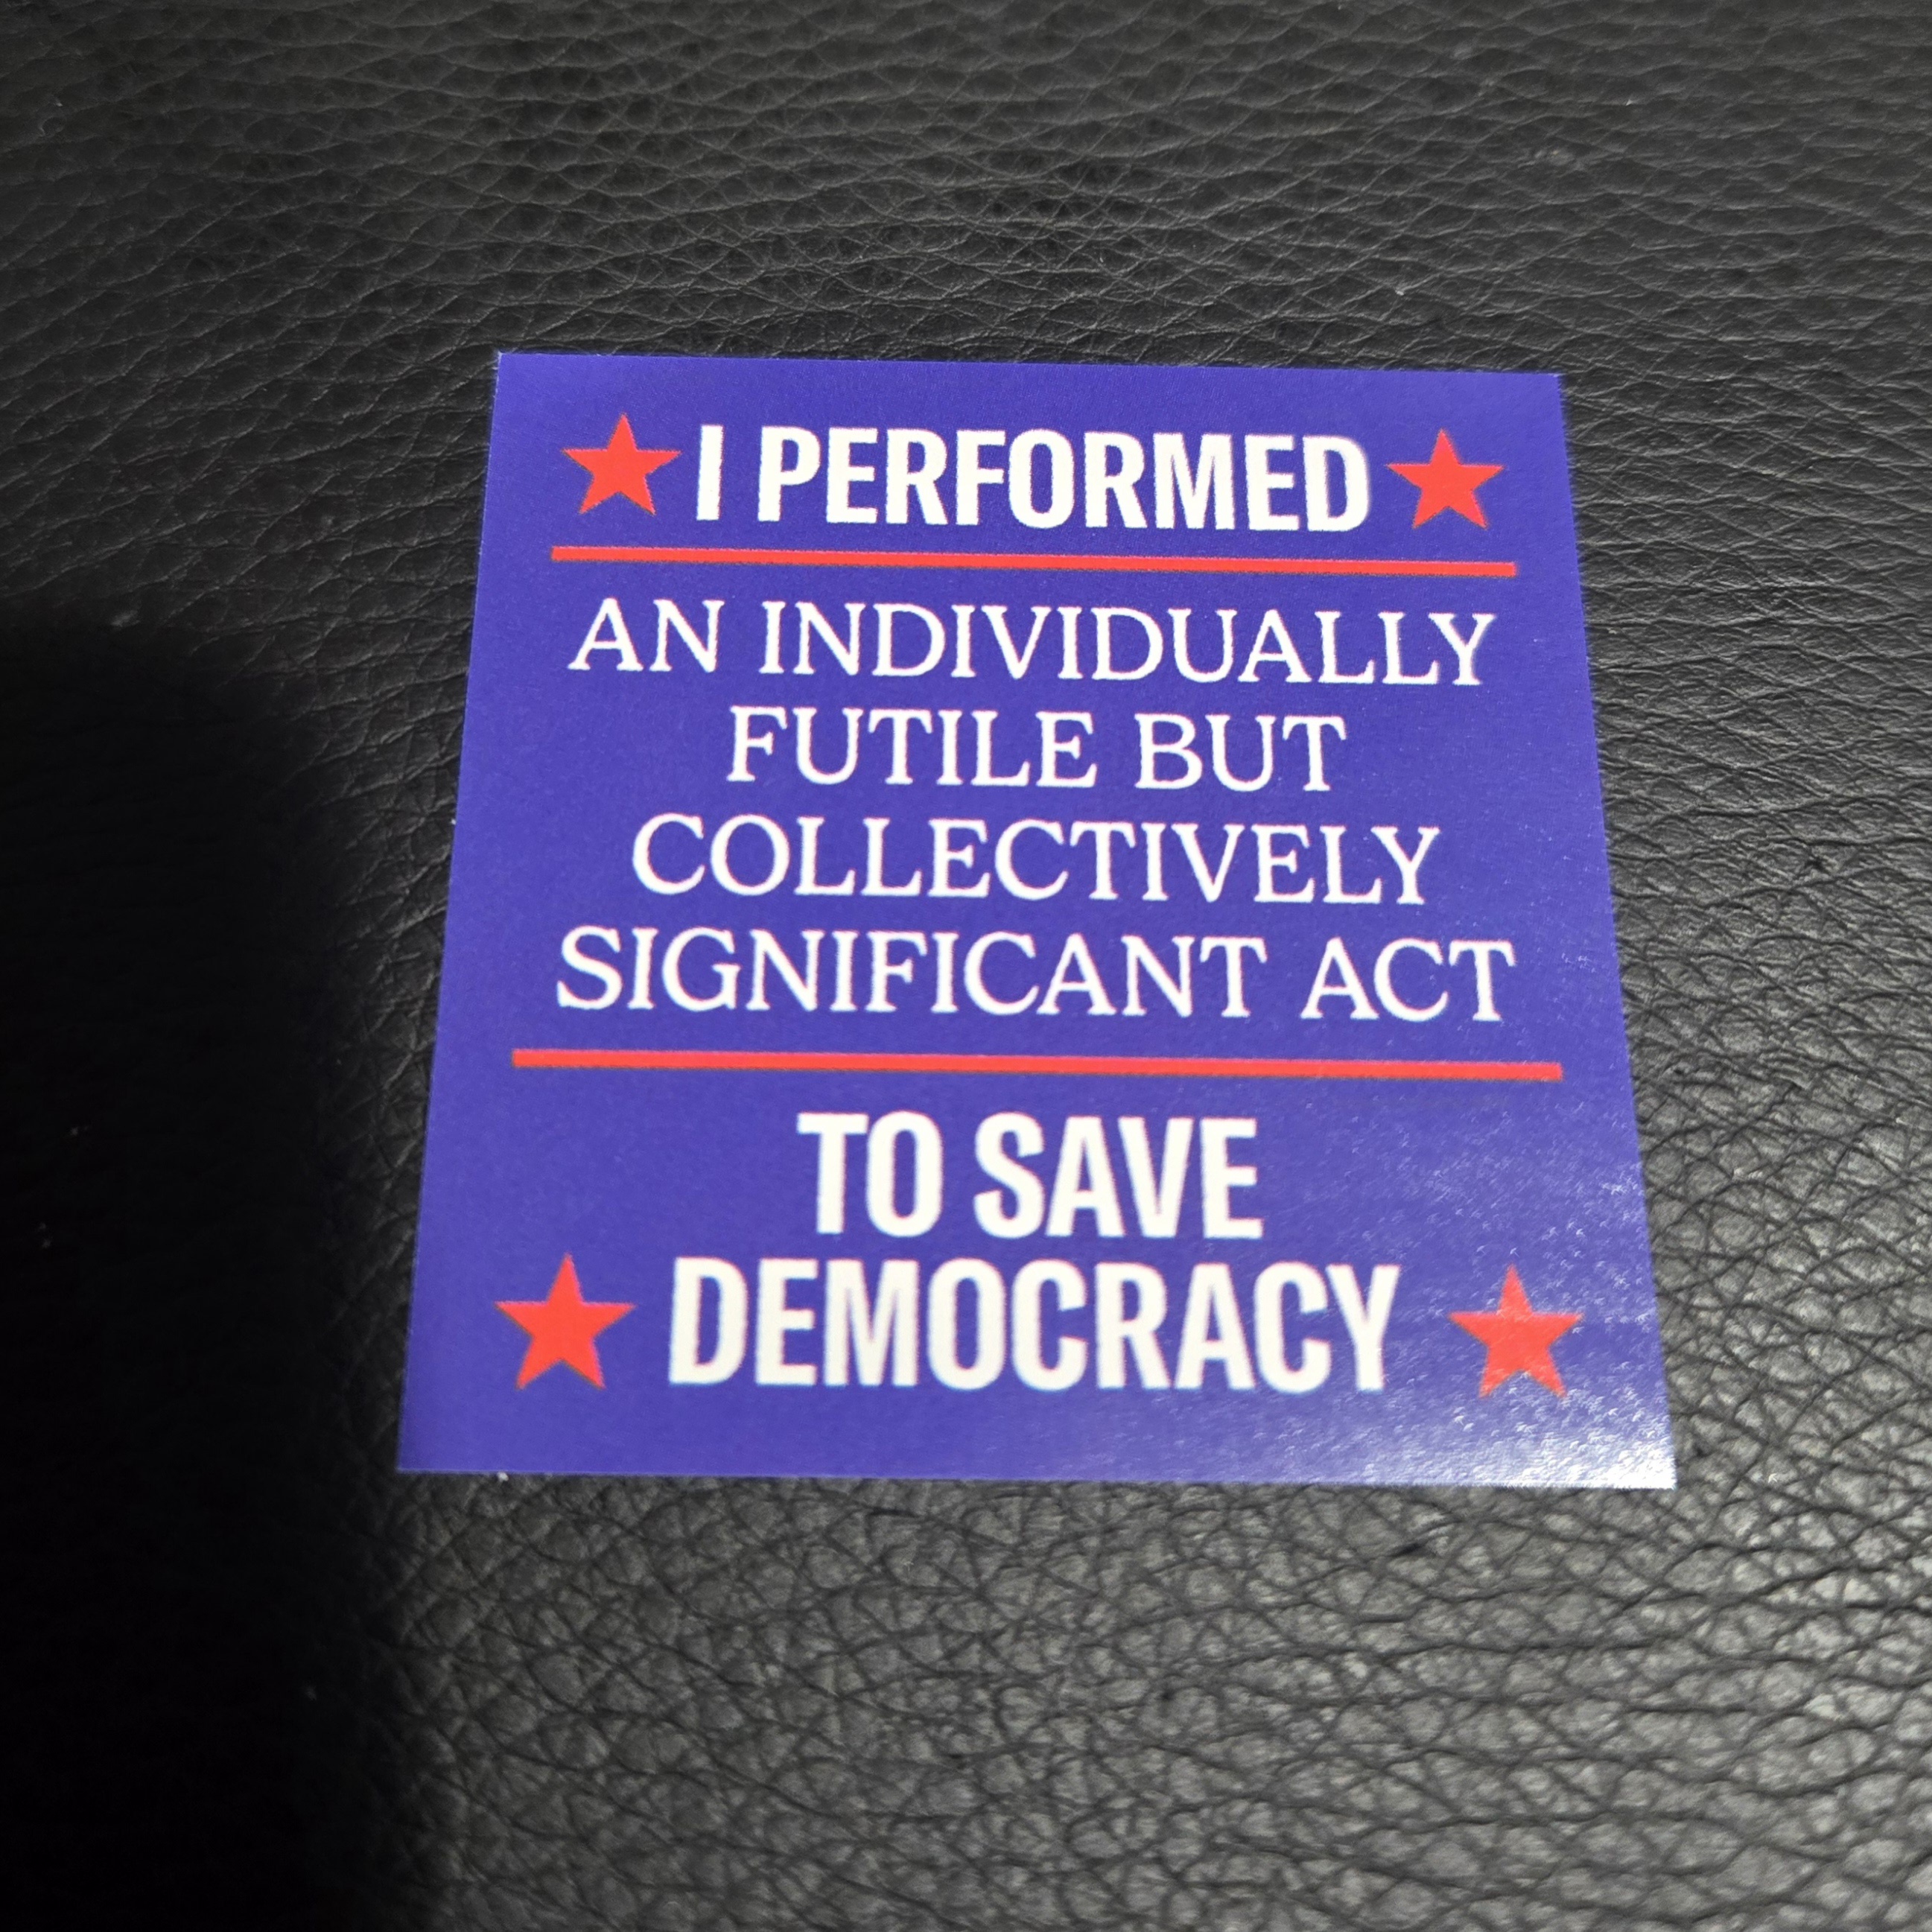 I PERFORMED
AN INDIVIDUALLY
FUTILE BUT
COLLECTIVELY
SIGNIFICANT ACT
TO SAVE
DEMOCRACY